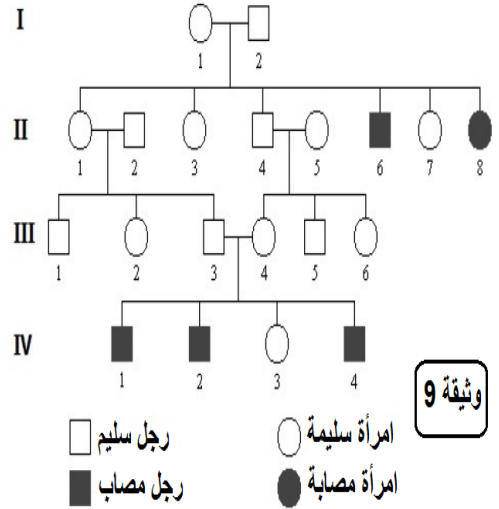 I
1 2
II
1 2 3 4 5 6 7 8
III
1 2 3 4 5 6
IV
1 2 3 4
وثيقة 9
امرأة سليمة رجل سليم
امرأة مصابة رجل مصاب